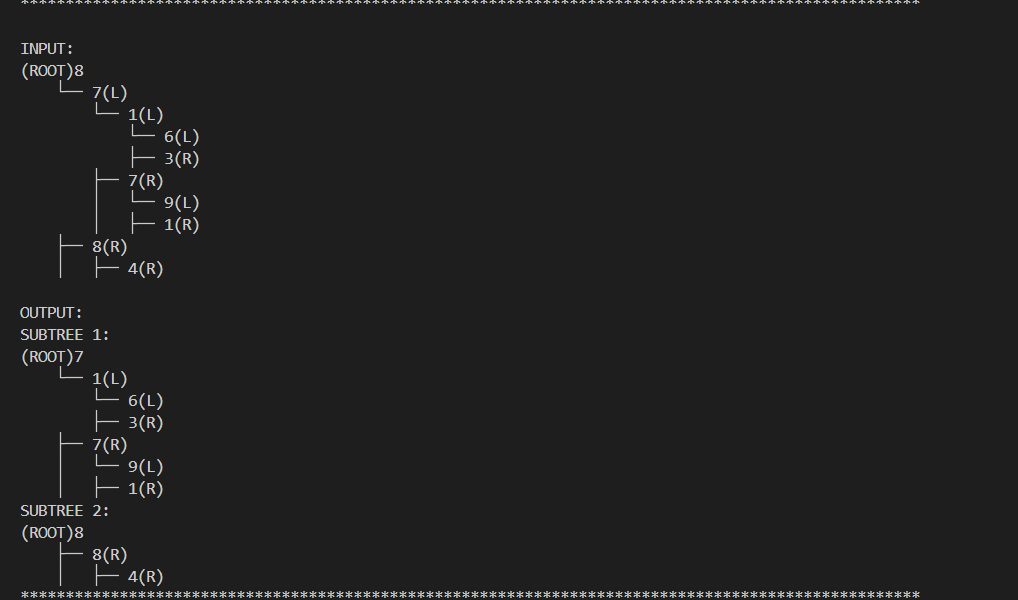 ****************************************************************************************************
INPUT:
(ROOT)8
    └── 7(L)
        └── 1(L)
            └── 6(L)
            ├── 3(R)
        ├── 7(R)
        │   └── 9(L)
        │   ├── 1(R)
    ├── 8(R)
    │   ├── 4(R)
OUTPUT:
SUBTREE 1:
(ROOT)7
    └── 1(L)
        └── 6(L)
        ├── 3(R)
    ├── 7(R)
    │   └── 9(L)
    │   ├── 1(R)
SUBTREE 2:
(ROOT)8
    ├── 8(R)
    │   ├── 4(R)
****************************************************************************************************